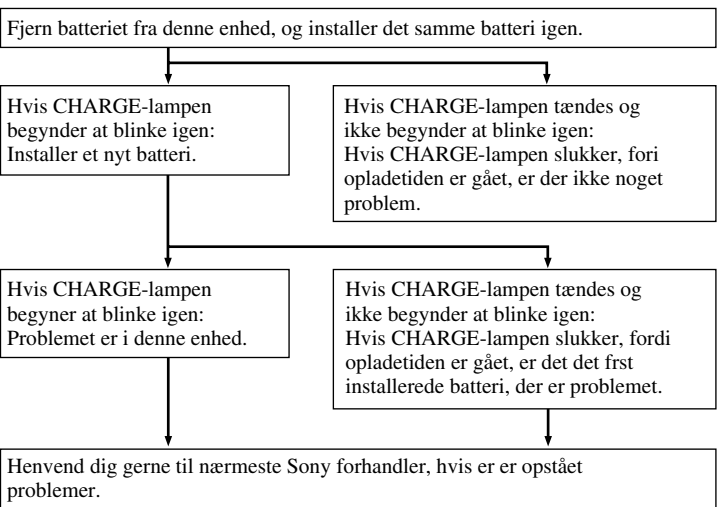 Fjern batteriet fra denne enhed, og installer det samme batteri igen.
Hvis CHARGE-lampen
begynder at blinke igen:
Installer et nyt batteri.
Hvis CHARGE-lampen tændes og
ikke begynder at blinke igen:
Hvis CHARGE-lampen slukker, fori
opladetiden er gået, er der ikke noget
problem.
Hvis CHARGE-lampen
begyner at blinke igen:
Problemet er i denne enhed.
Hvis CHARGE-lampen tændes og
ikke begynder at blinke igen:
Hvis CHARGE-lampen slukker, fordi
opladetiden er gået, er det det frst
installerede batteri, der er problemet.
Henvend dig gerne til nærmeste Sony forhandler, hvis er er opstået
problemer.